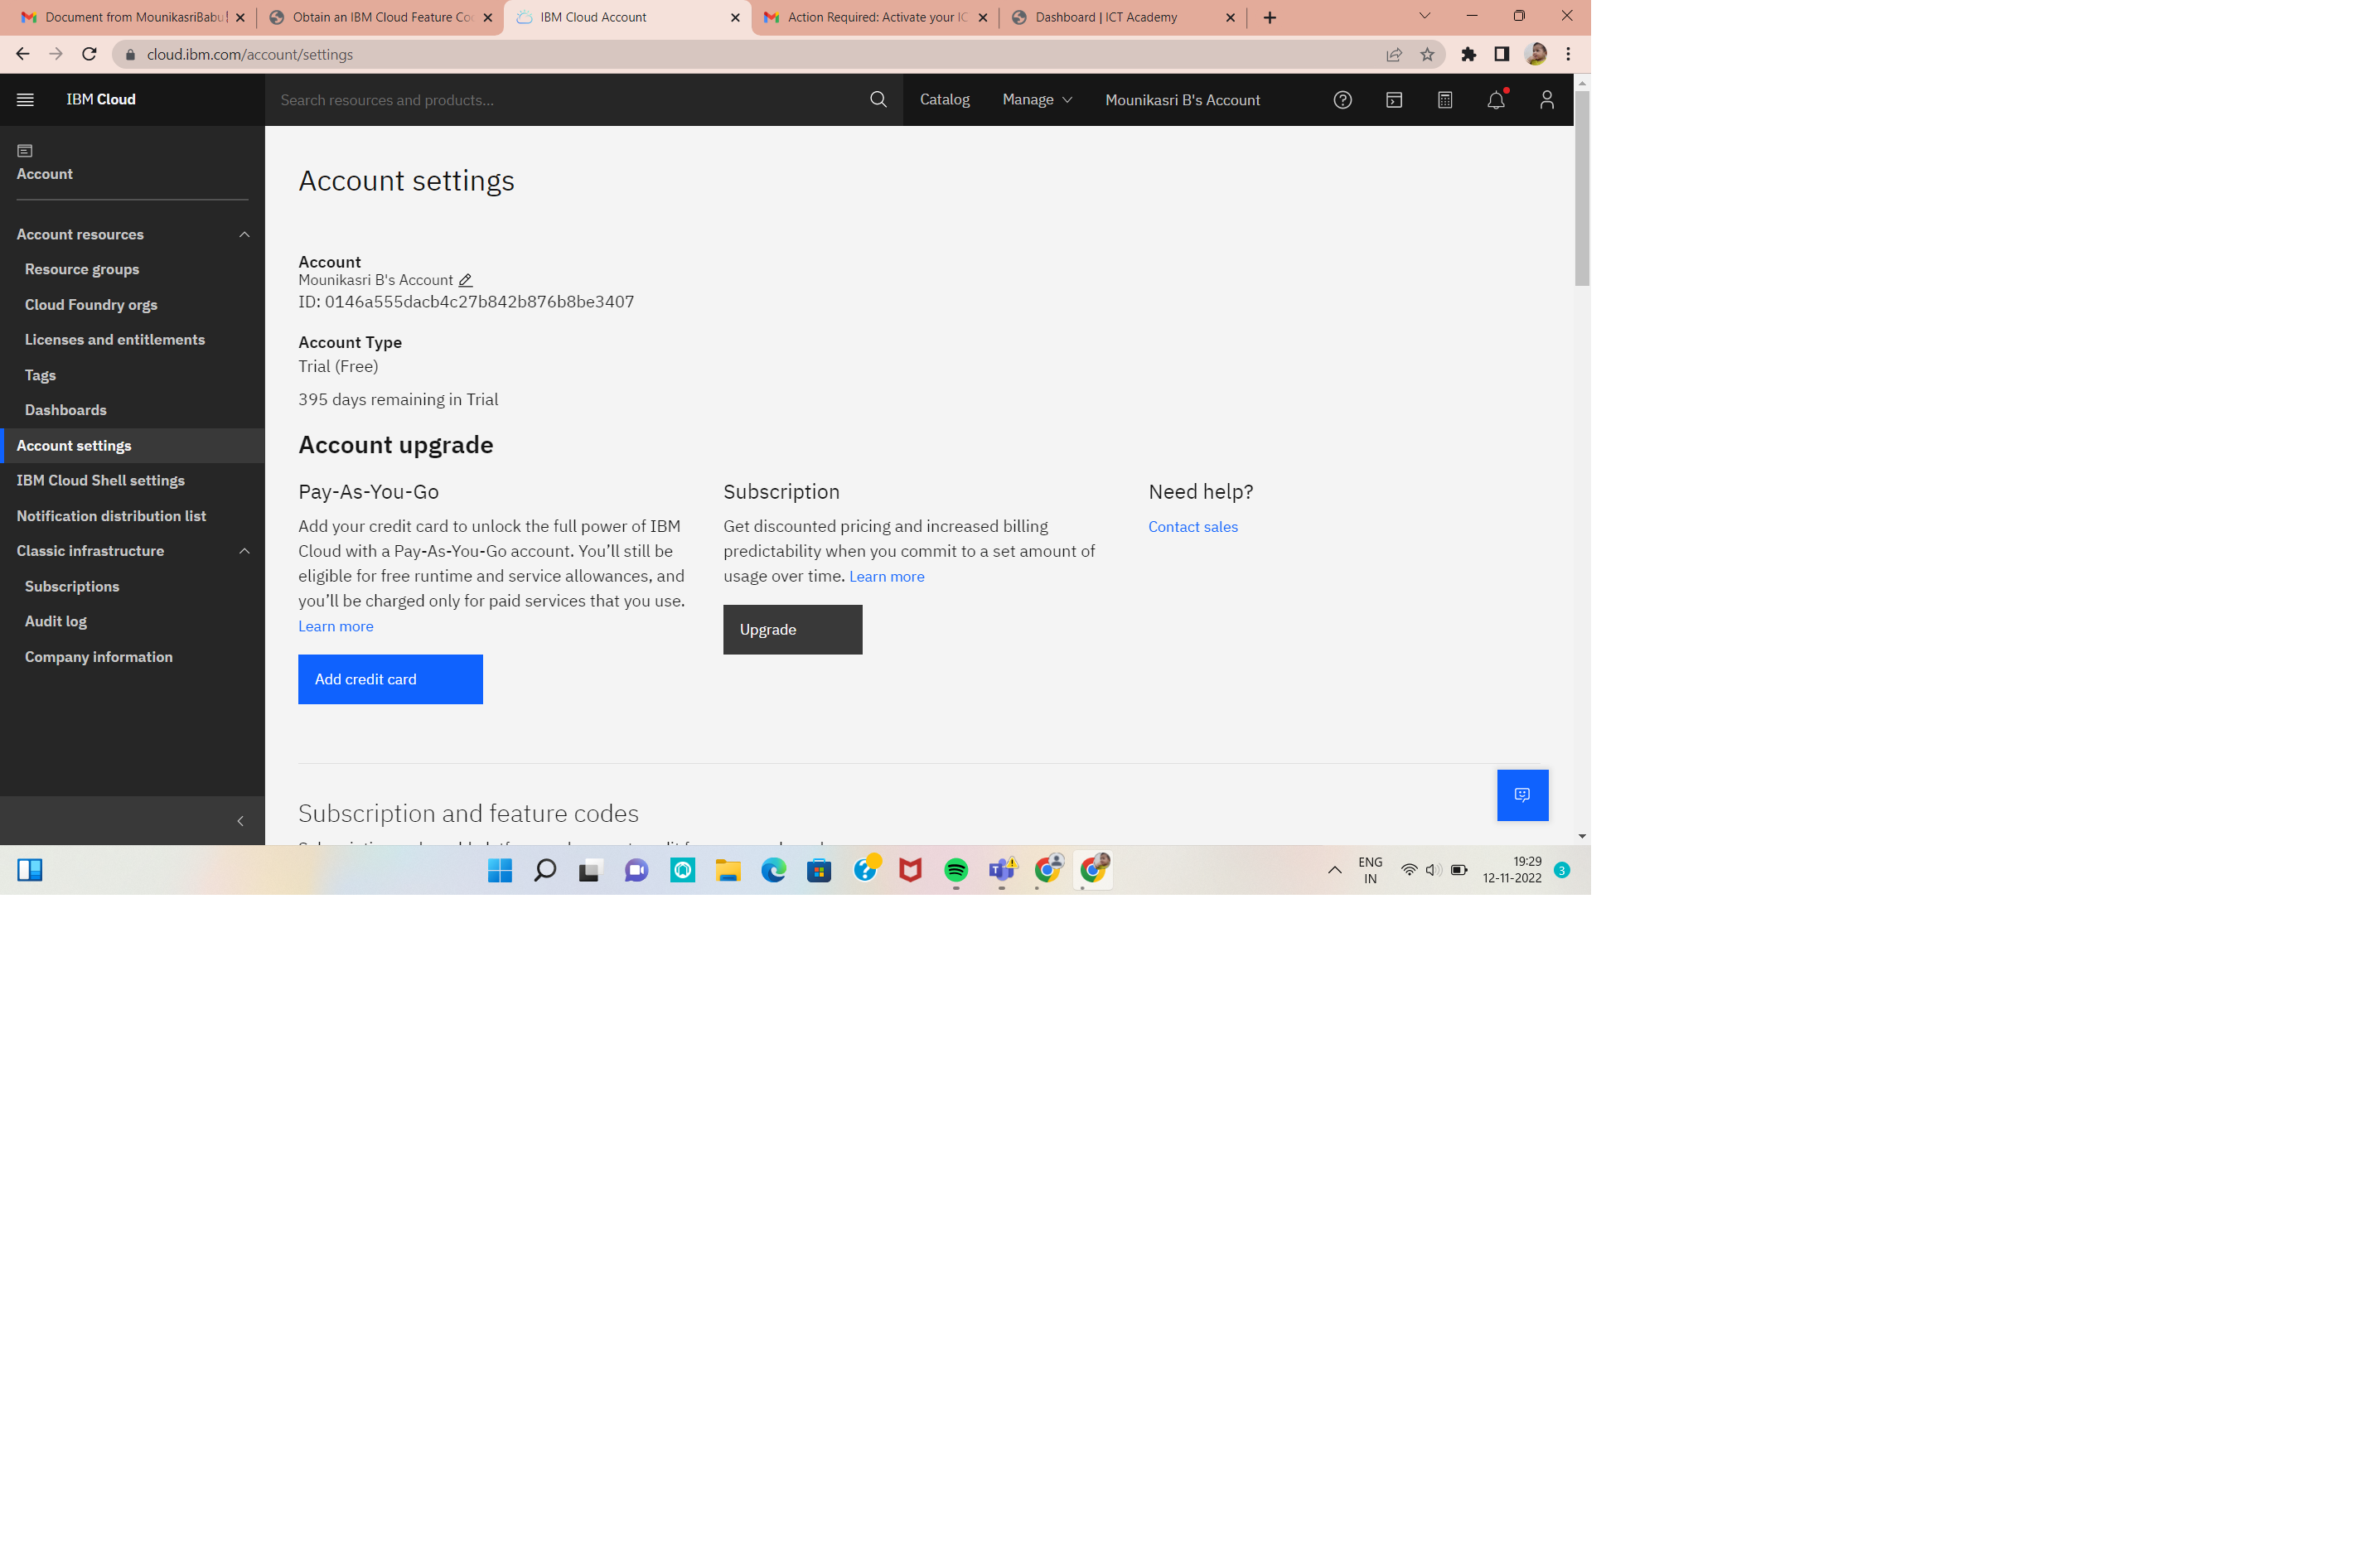 Document from MounikasriBabu
Obtain an IBM Cloud Feature Co
IBM Cloud Account
Action Required: Activate your IC
Dashboard | ICT Academy
cloud.ibm.com/account/settings
IBM Cloud
Search resources and products...
Catalog
Manage
Mounikasri B's Account
Account
Account resources
Resource groups
Cloud Foundry orgs
Licenses and entitlements
Tags
Dashboards
Account settings
IBM Cloud Shell settings
Notification distribution list
Classic infrastructure
Subscriptions
Audit log
Company information
Account settings
Account
Mounikasri B's Account
ID: 0146a555dacb4c27b842b876b8be3407
Account Type
Trial (Free)
395 days remaining in Trial
Account upgrade
Pay-As-You-Go
Add your credit card to unlock the full power of IBM
Cloud with a Pay-As-You-Go account. You’ll still be
eligible for free runtime and service allowances, and
you’ll be charged only for paid services that you use.
Learn more
Add credit card
Subscription
Get discounted pricing and increased billing
predictability when you commit to a set amount of
usage over time. Learn more
Upgrade
Need help?
Contact sales
Subscription and feature codes
ENG
IN
19:29
12-11-2022
3